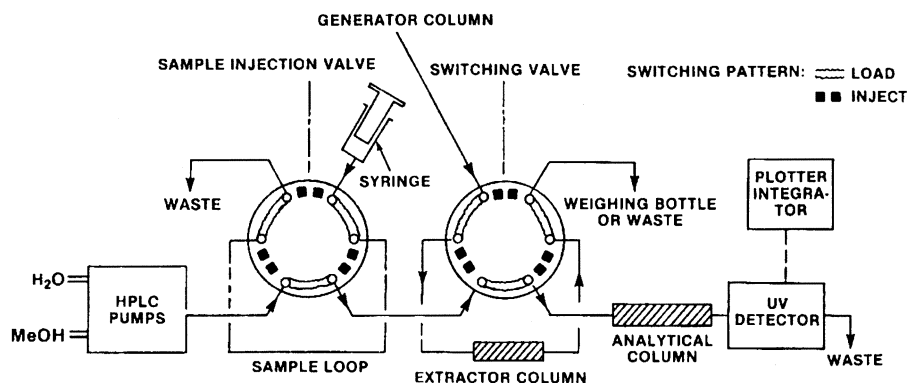 GENERATOR COLUMN
SAMPLE INJECTION VALVE
SWITCHING VALVE
SWITCHING PATTERN:
LOAD
INJECT
SYRINGE
WASTE
WEIGHING BOTTLE
OR WASTE
PLOTTER
INTEGRA-
TOR
H₂O
MeOH
HPLC
PUMPS
SAMPLE LOOP
EXTRACTOR COLUMN
ANALYTICAL
COLUMN
UV
DETECTOR
WASTE